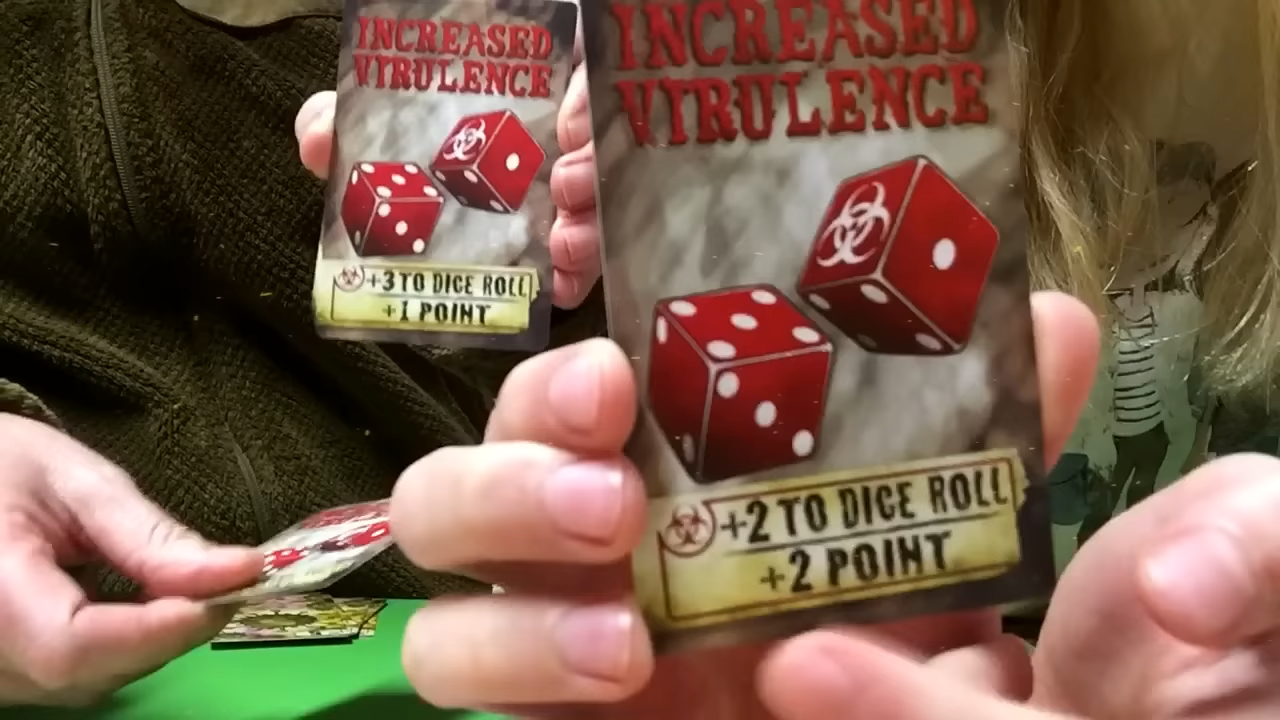 INCREASED
VIRULENCE
+3 TO DICE ROLL
+1 POINT
INCREASED
VIRULENCE
+2 TO DICE ROLL
+2 POINT